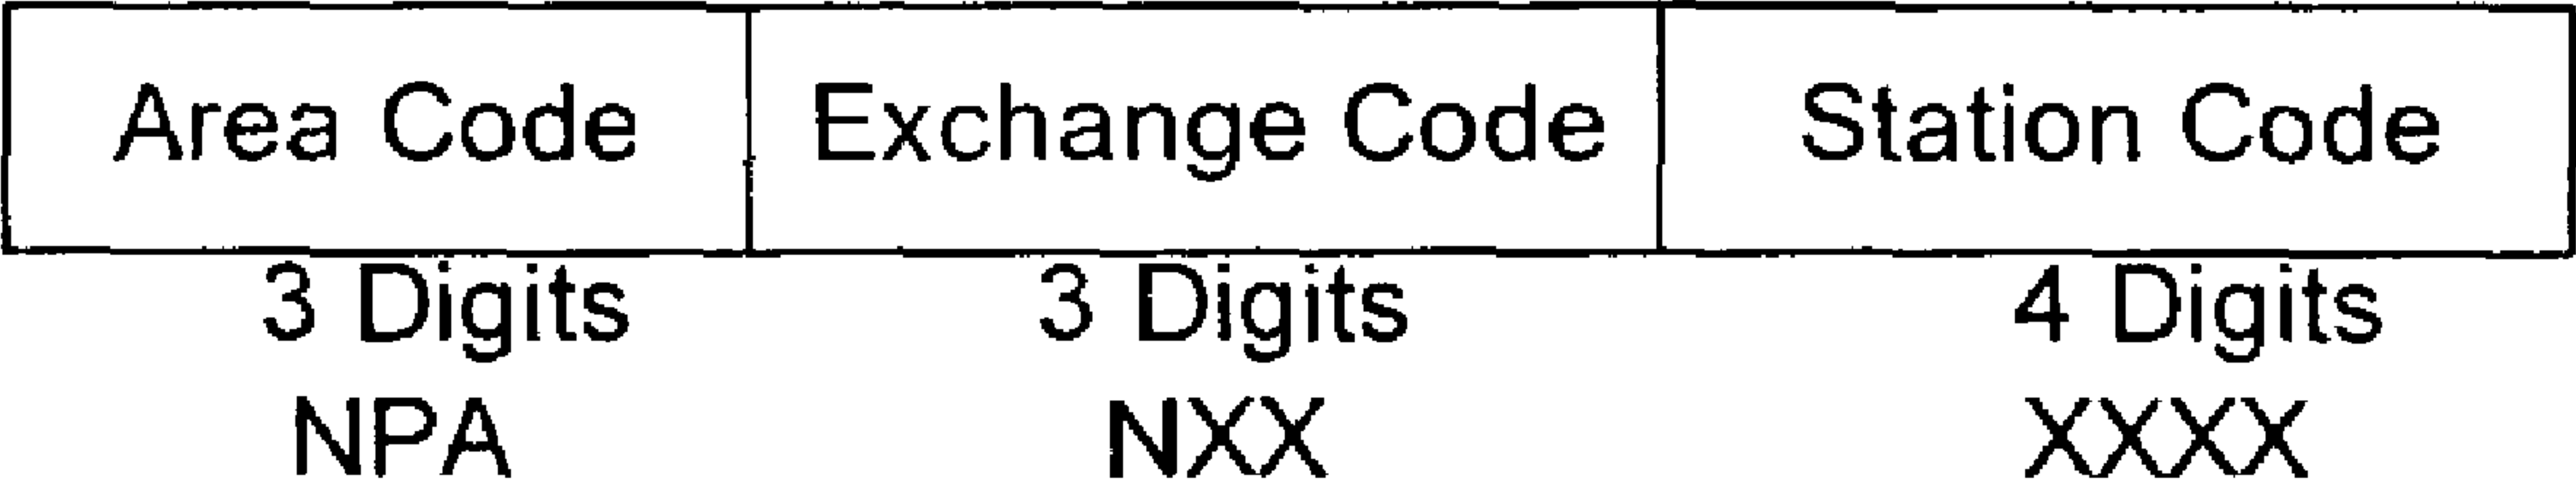 Area Code Exchange Code Station Code
3 Digits 3 Digits 4 Digits
NPA NXX XXXX